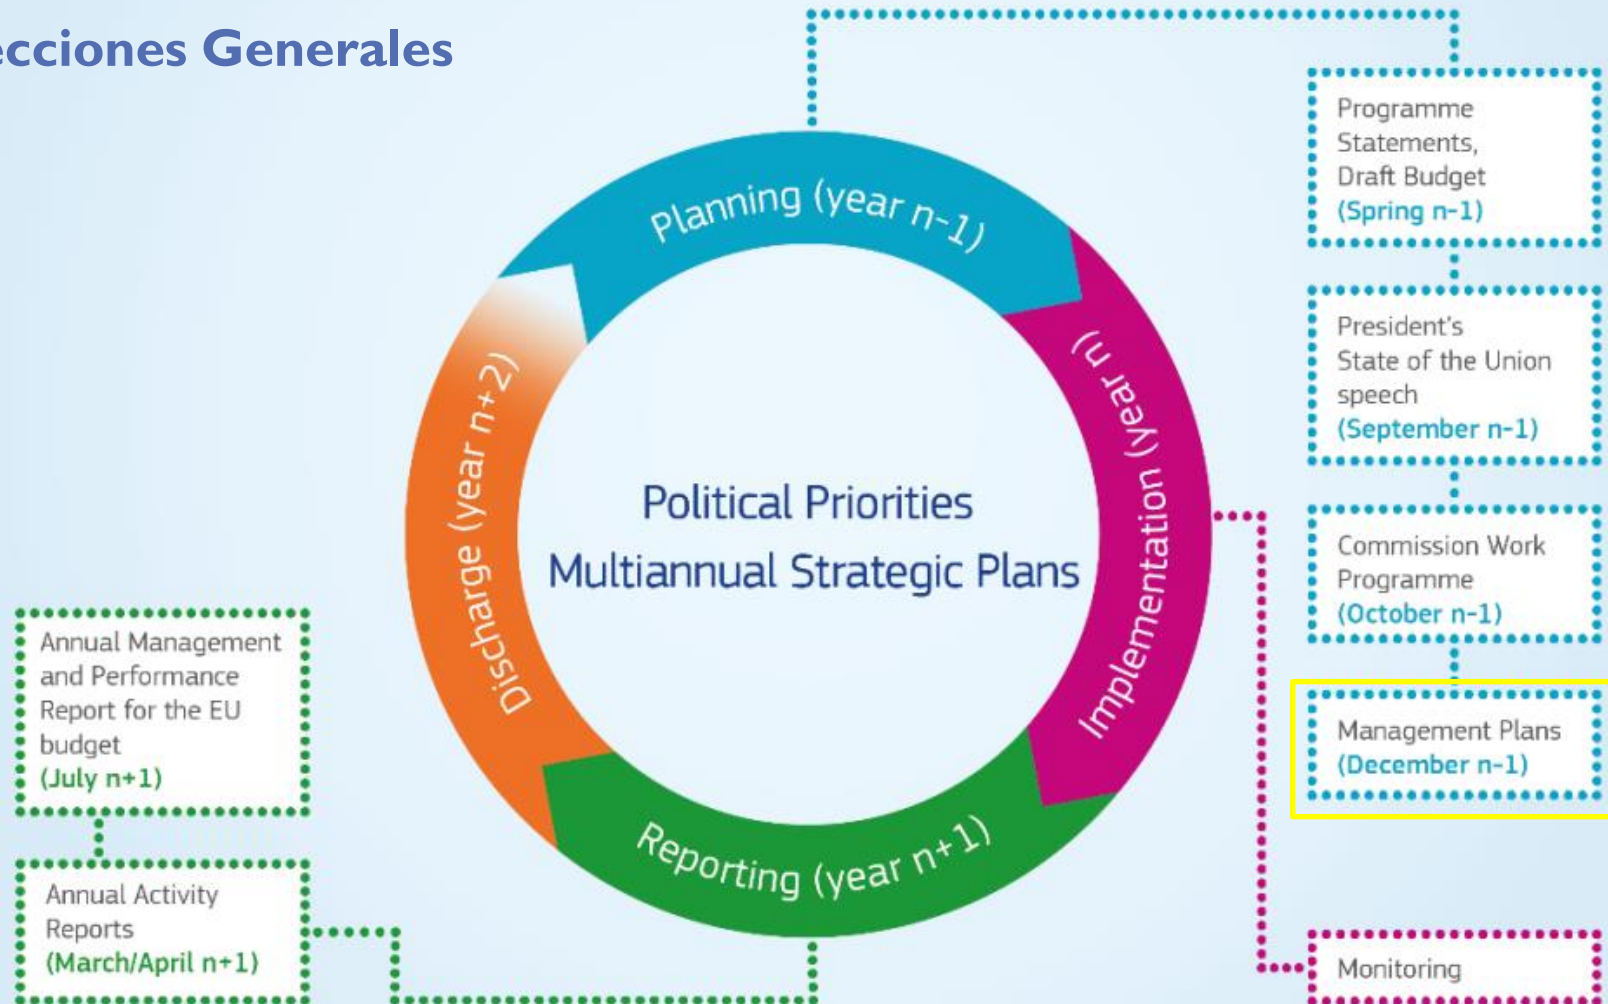 ecciones Generales
Planning (year n-1)
Implementation (year n)
Reporting (year n+1)
Discharge (year n+2)
Political Priorities
Multiannual Strategic Plans
Programme
Statements,
Draft Budget
(Spring n-1)
President's
State of the Union
speech
(September n-1)
Commission Work
Programme
(October n-1)
Management Plans
(December n-1)
Monitoring
Annual Management
and Performance
Report for the EU
budget
(July n+1)
Annual Activity
Reports
(March/April n+1)